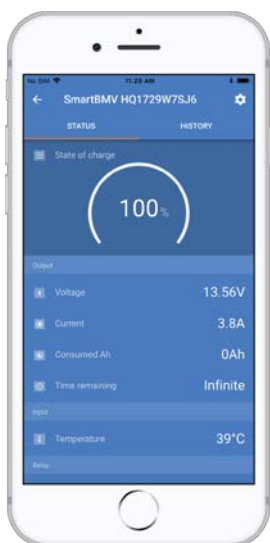 No SIM 11:29 AM
SmartBMV HQ1729W7SJ6
STATUS HISTORY
State of charge
100%
Output
Voltage 13.56V
Current 3.8A
Consumed Ah 0Ah
Time remaining Infinite
Input
Temperature 39°C
Relay